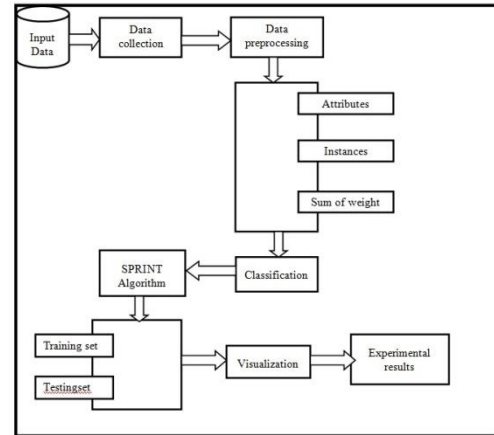 Input
Data
Data
collection
Data
preprocessing
Attributes
Instances
Sum of weight
Classification
SPRINT
Algorithm
Training set
Testingset
Visualization
Experimental
results